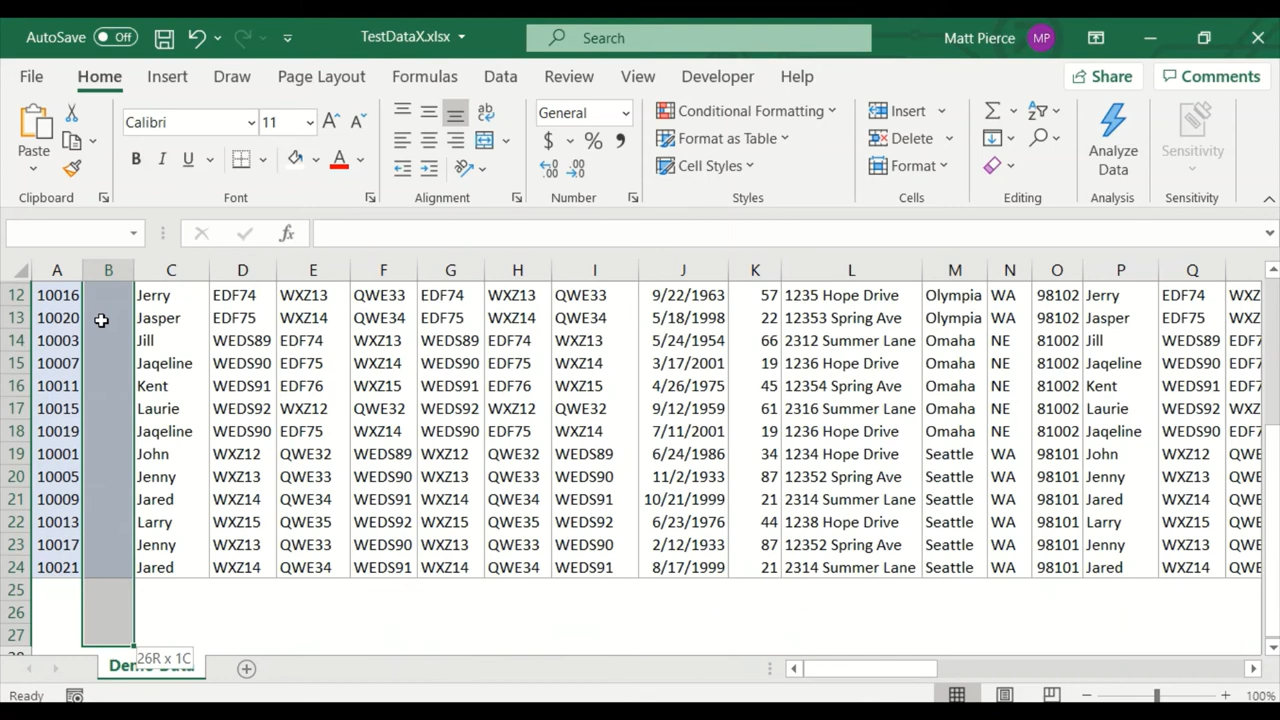 AutoSave Off TestDataX.xlsx Search Matt Pierce MP
File Home Insert Draw Page Layout Formulas Data Review View Developer Help Share Comments
Paste Calibri 11 A A ab General Conditional Formatting Insert Analyze Data Sensitivity
B I U A $ % , Format as Table Delete
Cell Styles Format
Clipboard Font Alignment Number Styles Cells Editing Analysis Sensitivity
fx
A B C D E F G H I J K L M N O P Q
12 10016 Jerry EDF74 WXZ13 QWE33 EDF74 WXZ13 QWE33 9/22/1963 57 1235 Hope Drive Olympia WA 98102 Jerry EDF74 WXZ
13 10020 Jasper EDF75 WXZ14 QWE34 EDF75 WXZ14 QWE34 5/18/1998 22 12353 Spring Ave Olympia WA 98102 Jasper EDF75 WXZ
14 10003 Jill WEDS89 EDF74 WXZ13 WEDS89 EDF74 WXZ13 5/24/1954 66 2312 Summer Lane Omaha NE 81002 Jill WEDS89 EDF7
15 10007 Jaqeline WEDS90 EDF75 WXZ14 WEDS90 EDF75 WXZ14 3/17/2001 19 1236 Hope Drive Omaha NE 81002 Jaqeline WEDS90 EDF7
16 10011 Kent WEDS91 EDF76 WXZ15 WEDS91 EDF76 WXZ15 4/26/1975 45 12354 Spring Ave Omaha NE 81002 Kent WEDS91 EDF7
17 10015 Laurie WEDS92 WXZ12 QWE32 WEDS92 WXZ12 QWE32 9/12/1959 61 2316 Summer Lane Omaha NE 81002 Laurie WEDS92 WXZ
18 10019 Jaqeline WEDS90 EDF75 WXZ14 WEDS90 EDF75 WXZ14 7/11/2001 19 1236 Hope Drive Omaha NE 81002 Jaqeline WEDS90 EDF7
19 10001 John WXZ12 QWE32 WEDS89 WXZ12 QWE32 WEDS89 6/24/1986 34 1234 Hope Drive Seattle WA 98101 John WXZ12 QWE
20 10005 Jenny WXZ13 QWE33 WEDS90 WXZ13 QWE33 WEDS90 11/2/1933 87 12352 Spring Ave Seattle WA 98101 Jenny WXZ13 QWE
21 10009 Jared WXZ14 QWE34 WEDS91 WXZ14 QWE34 WEDS91 10/21/1999 21 2314 Summer Lane Seattle WA 98101 Jared WXZ14 QWE
22 10013 Larry WXZ15 QWE35 WEDS92 WXZ15 QWE35 WEDS92 6/23/1976 44 1238 Hope Drive Seattle WA 98101 Larry WXZ15 QWE
23 10017 Jenny WXZ13 QWE33 WEDS90 WXZ13 QWE33 WEDS90 2/12/1933 87 12352 Spring Ave Seattle WA 98101 Jenny WXZ13 QWE
24 10021 Jared WXZ14 QWE34 WEDS91 WXZ14 QWE34 WEDS91 8/17/1999 21 2314 Summer Lane Seattle WA 98101 Jared WXZ14 QWE
25
26
27
26R x 1C
Ready 100%